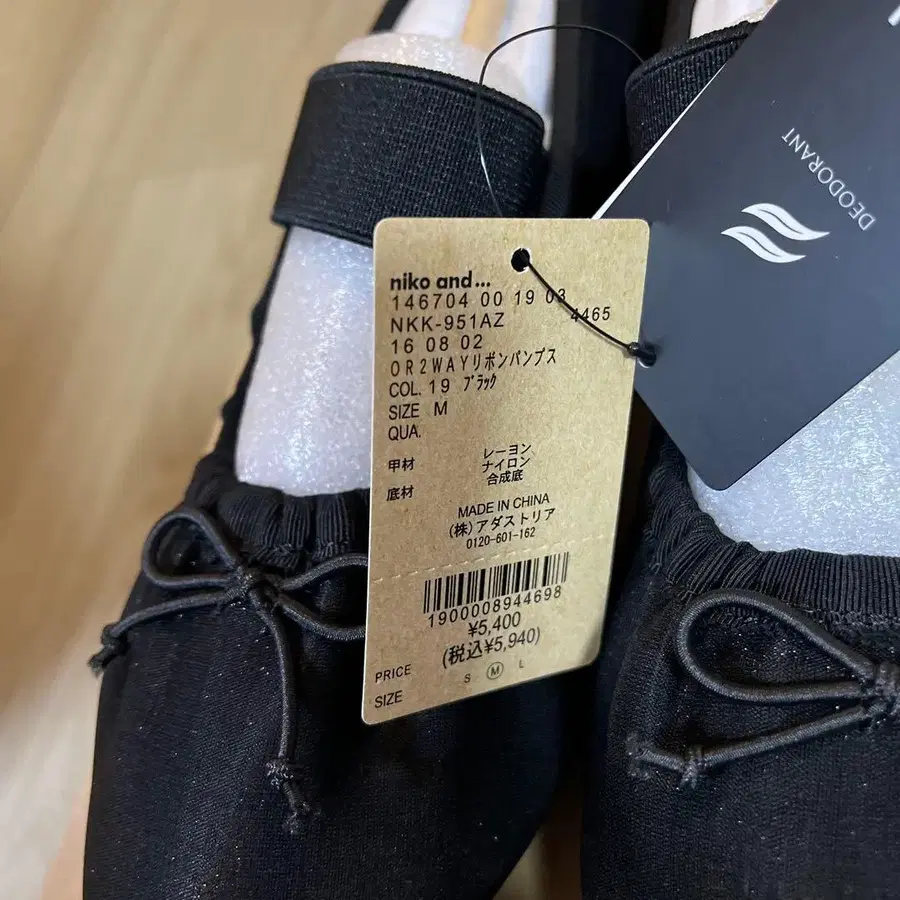 niko and...
146704 00 19 03
4465
NKK-951AZ
16 08 02
OR2WAYリボンパンプス
COL. 19 ブラック
SIZE M
QUA.
甲材 レーヨン
ナイロン
底材 合成底
MADE IN CHINA
(株)アダストリア
0120-601-162
1900008944698
¥5,400
(税込¥5,940)
PRICE
SIZE S M L
DEODORANT